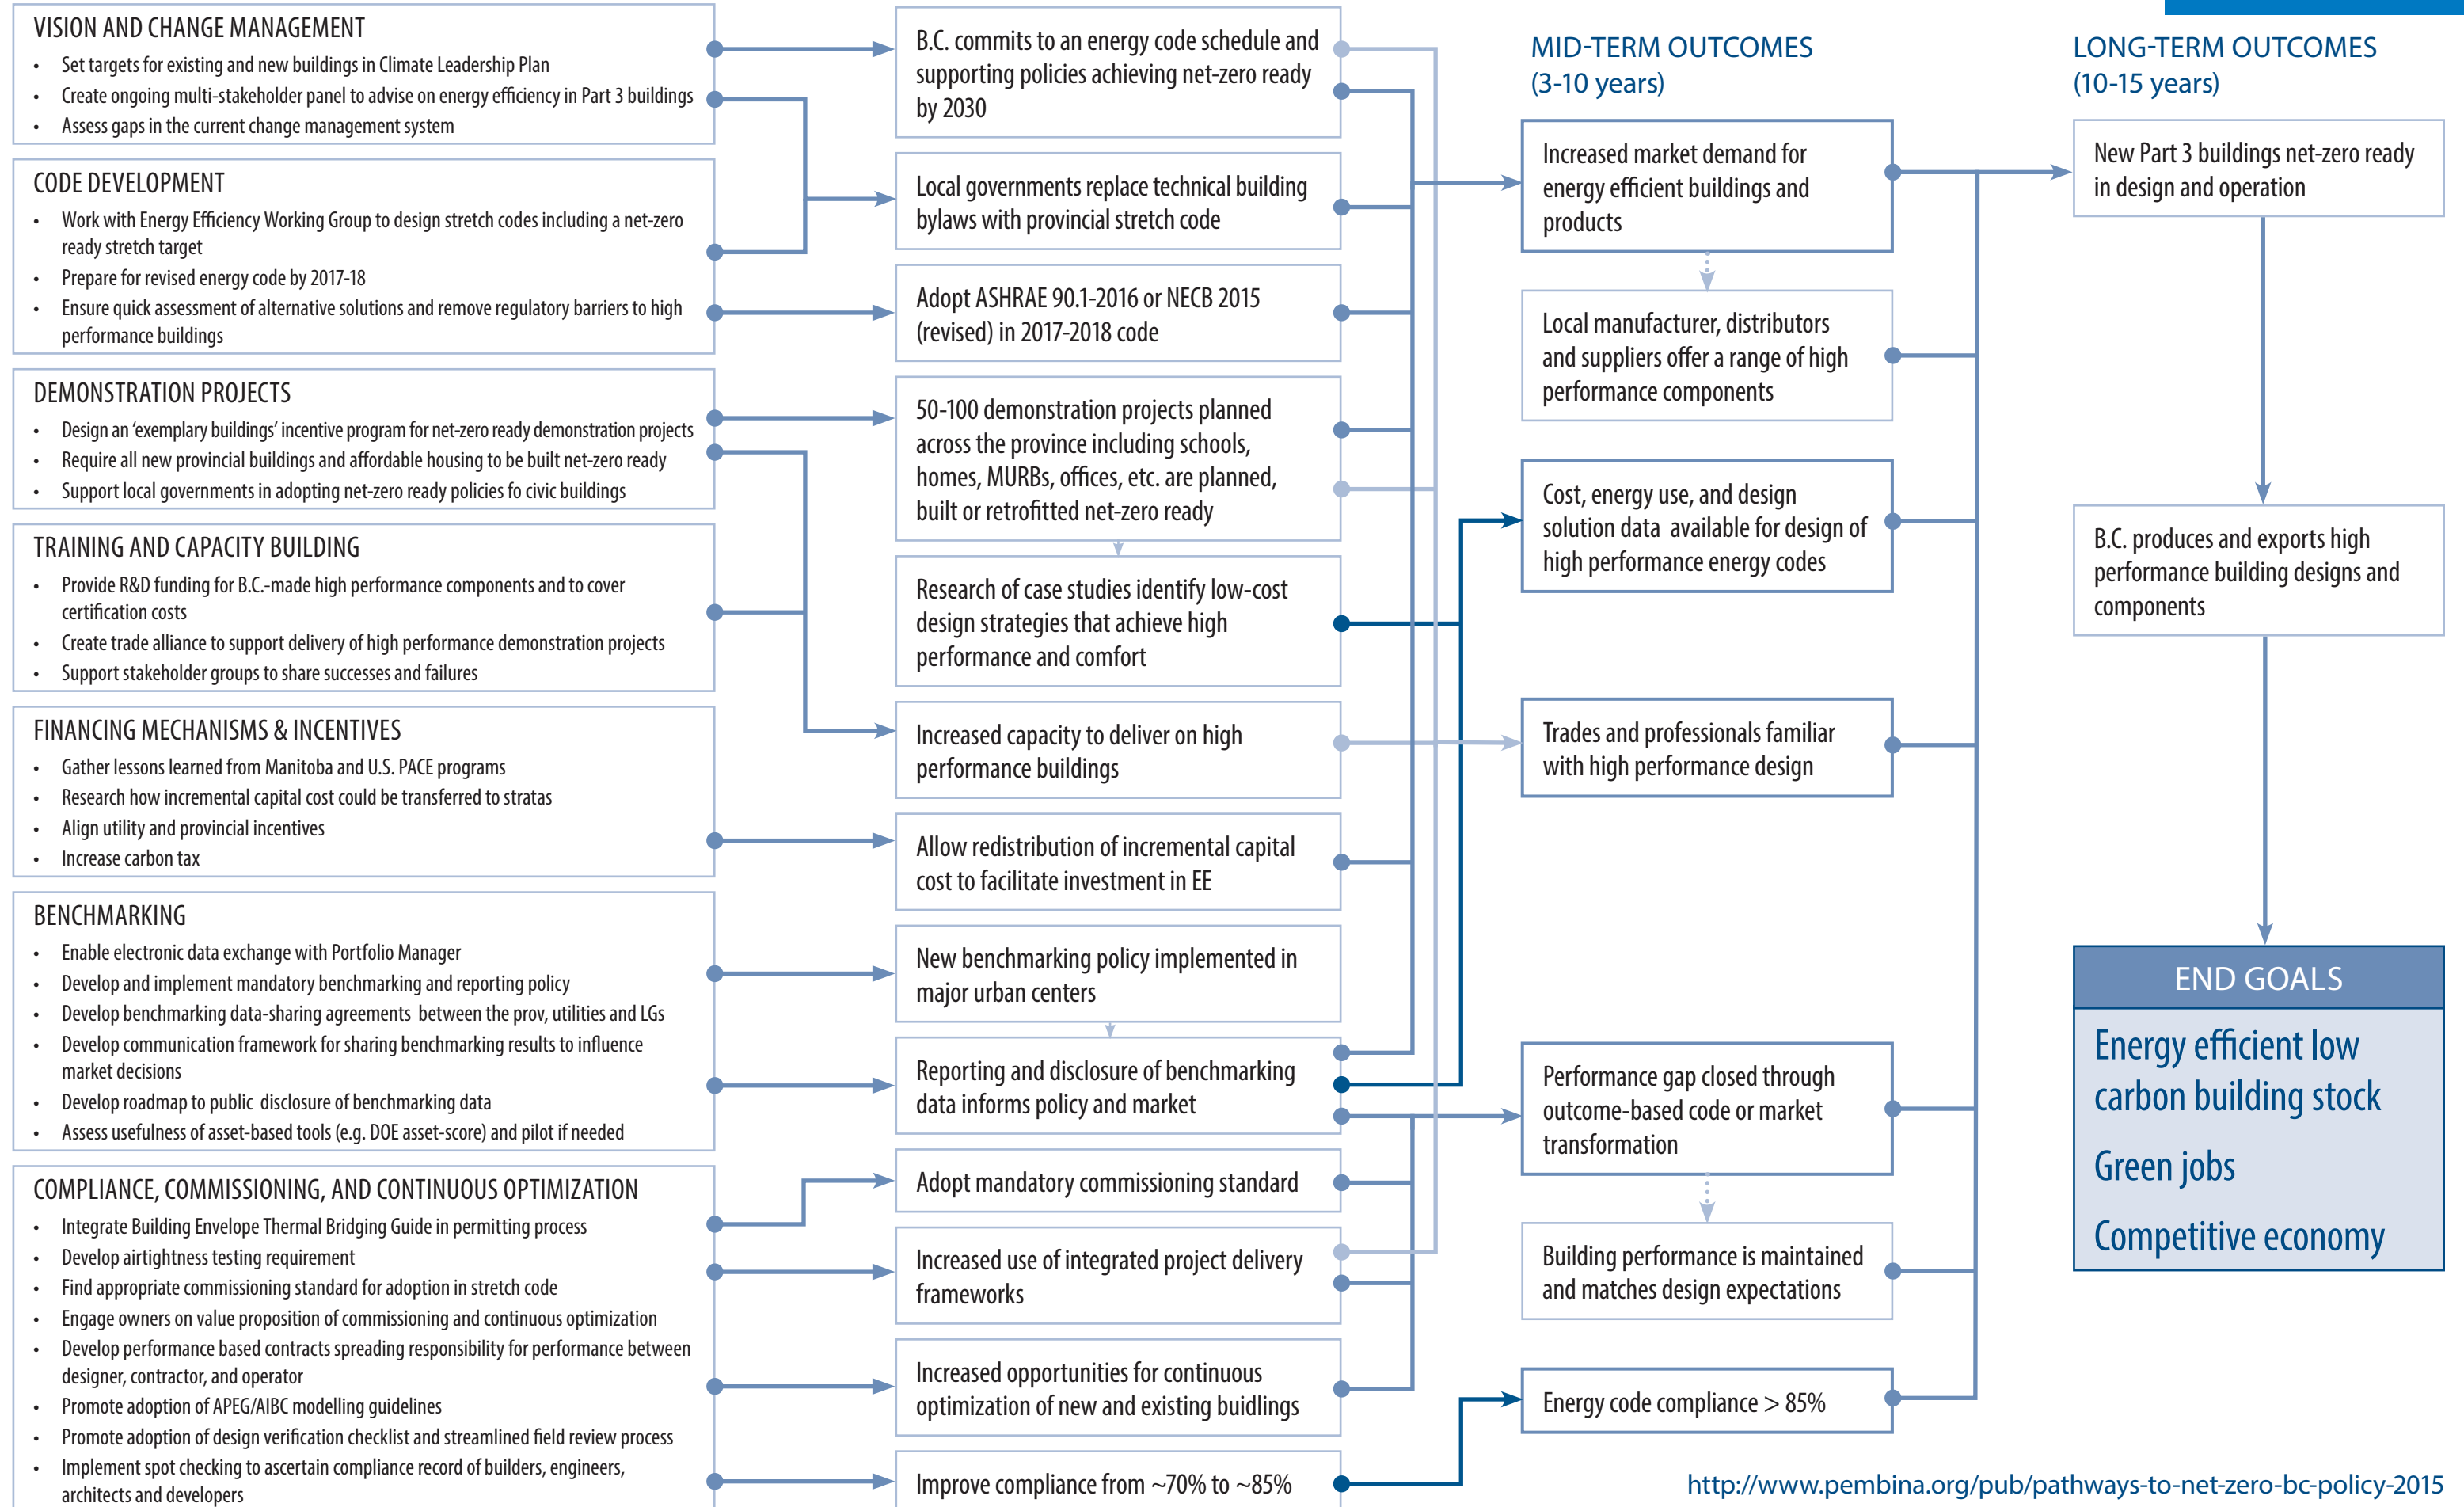 VISION AND CHANGE MANAGEMENT
• Set targets for existing and new buildings in Climate Leadership Plan
• Create ongoing multi-stakeholder panel to advise on energy efficiency in Part 3 buildings
• Assess gaps in the current change management system
CODE DEVELOPMENT
• Work with Energy Efficiency Working Group to design stretch codes including a net-zero
ready stretch target
• Prepare for revised energy code by 2017-18
• Ensure quick assessment of alternative solutions and remove regulatory barriers to high
performance buildings
DEMONSTRATION PROJECTS
• Design an ‘exemplary buildings’ incentive program for net-zero ready demonstration projects
• Require all new provincial buildings and affordable housing to be built net-zero ready
• Support local governments in adopting net-zero ready policies fo civic buildings
TRAINING AND CAPACITY BUILDING
• Provide R&D funding for B.C.-made high performance components and to cover
certification costs
• Create trade alliance to support delivery of high performance demonstration projects
• Support stakeholder groups to share successes and failures
FINANCING MECHANISMS & INCENTIVES
• Gather lessons learned from Manitoba and U.S. PACE programs
• Research how incremental capital cost could be transferred to stratas
• Align utility and provincial incentives
• Increase carbon tax
BENCHMARKING
• Enable electronic data exchange with Portfolio Manager
• Develop and implement mandatory benchmarking and reporting policy
• Develop benchmarking data-sharing agreements between the prov, utilities and LGs
• Develop communication framework for sharing benchmarking results to influence
market decisions
• Develop roadmap to public disclosure of benchmarking data
• Assess usefulness of asset-based tools (e.g. DOE asset-score) and pilot if needed
COMPLIANCE, COMMISSIONING, AND CONTINUOUS OPTIMIZATION
• Integrate Building Envelope Thermal Bridging Guide in permitting process
• Develop airtightness testing requirement
• Find appropriate commissioning standard for adoption in stretch code
• Engage owners on value proposition of commissioning and continuous optimization
• Develop performance based contracts spreading responsibility for performance between
designer, contractor, and operator
• Promote adoption of APEG/AIBC modelling guidelines
• Promote adoption of design verification checklist and streamlined field review process
• Implement spot checking to ascertain compliance record of builders, engineers,
architects and developers
B.C. commits to an energy code schedule and
supporting policies achieving net-zero ready
by 2030
Local governments replace technical building
bylaws with provincial stretch code
Adopt ASHRAE 90.1-2016 or NECB 2015
(revised) in 2017-2018 code
50-100 demonstration projects planned
across the province including schools,
homes, MURBs, offices, etc. are planned,
built or retrofitted net-zero ready
Research of case studies identify low-cost
design strategies that achieve high
performance and comfort
Increased capacity to deliver on high
performance buildings
Allow redistribution of incremental capital
cost to facilitate investment in EE
New benchmarking policy implemented in
major urban centers
Reporting and disclosure of benchmarking
data informs policy and market
Adopt mandatory commissioning standard
Increased use of integrated project delivery
frameworks
Increased opportunities for continuous
optimization of new and existing buidlings
Improve compliance from ~70% to ~85%
MID-TERM OUTCOMES
(3-10 years)
Increased market demand for
energy efficient buildings and
products
Local manufacturer, distributors
and suppliers offer a range of high
performance components
Cost, energy use, and design
solution data available for design of
high performance energy codes
Trades and professionals familiar
with high performance design
Performance gap closed through
outcome-based code or market
transformation
Building performance is maintained
and matches design expectations
Energy code compliance > 85%
LONG-TERM OUTCOMES
(10-15 years)
New Part 3 buildings net-zero ready
in design and operation
B.C. produces and exports high
performance building designs and
components
END GOALS
Energy efficient low
carbon building stock
Green jobs
Competitive economy
http://www.pembina.org/pub/pathways-to-net-zero-bc-policy-2015